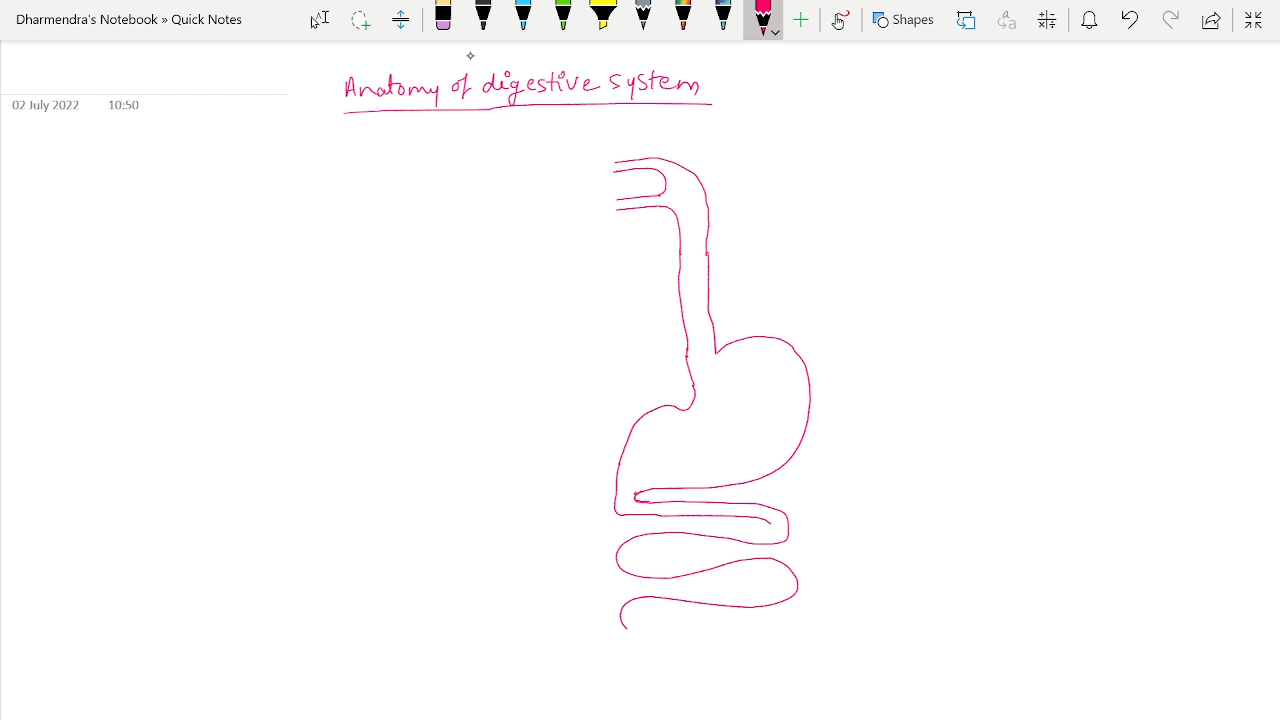 Dharmendra's Notebook » Quick Notes
Shapes
Anatomy of digestive system
02 July 2022 10:50